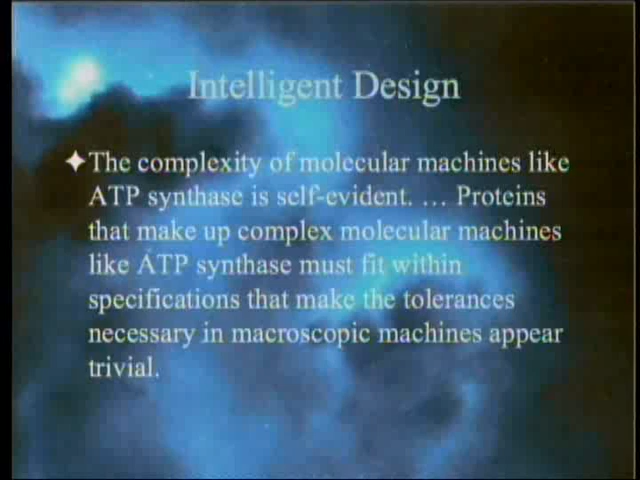 Intelligent Design
✦The complexity of molecular machines like
ATP synthase is self-evident. … Proteins
that make up complex molecular machines
like ATP synthase must fit within
specifications that make the tolerances
necessary in macroscopic machines appear
trivial.